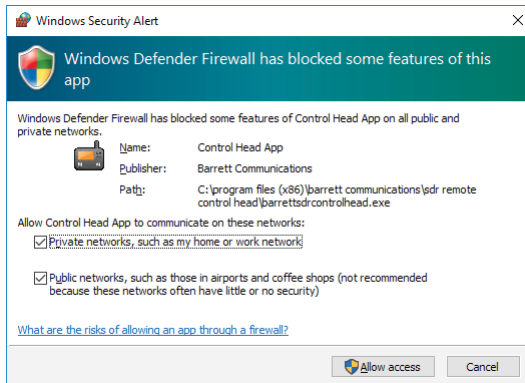 Windows Security Alert
Windows Defender Firewall has blocked some features of this
app
Windows Defender Firewall has blocked some features of Control Head App on all public and
private networks.
Name: Control Head App
Publisher: Barrett Communications
Path: C:\program files (x86)\barrett communications\sdr remote
control head\barrettsdrcontrolhead.exe
Allow Control Head App to communicate on these networks:
Private networks, such as my home or work network
Public networks, such as those in airports and coffee shops (not recommended
because these networks often have little or no security)
What are the risks of allowing an app through a firewall?
Allow access Cancel